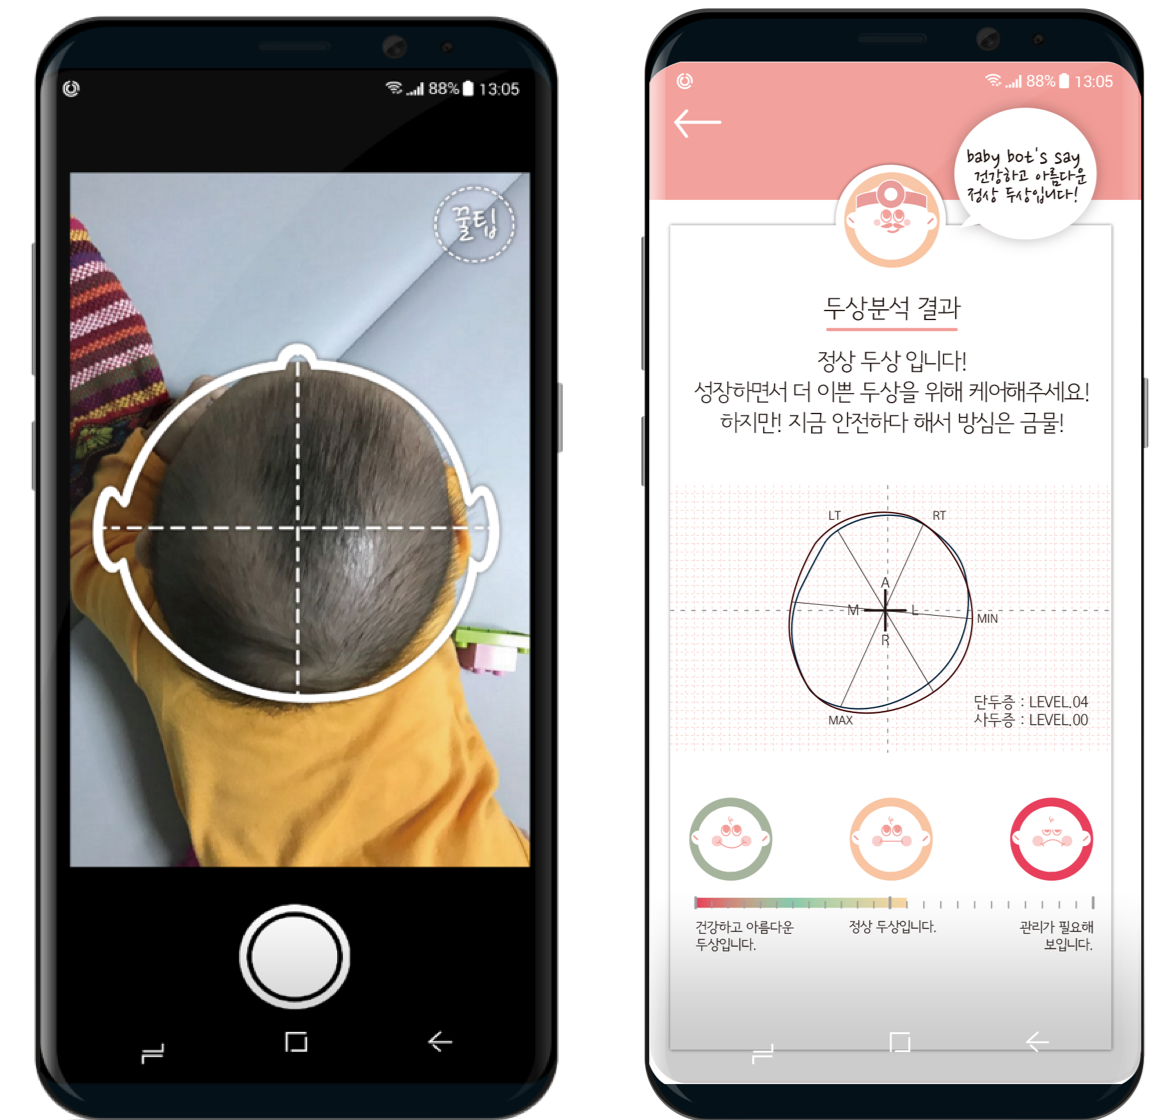 88% 13:05
꿀팁
88% 13:05
baby bot's say
건강하고 아름다운
정상 두상입니다!
두상분석 결과
정상 두상 입니다!
성장하면서 더 이쁜 두상을 위해 케어해주세요!
하지만! 지금 안전하다 해서 방심은 금물!
LT
RT
A
M
L
MIN
R
MAX
단두증 : LEVEL.04
사두증 : LEVEL.00
건강하고 아름다운
두상입니다.
정상 두상입니다.
관리가 필요해
보입니다.